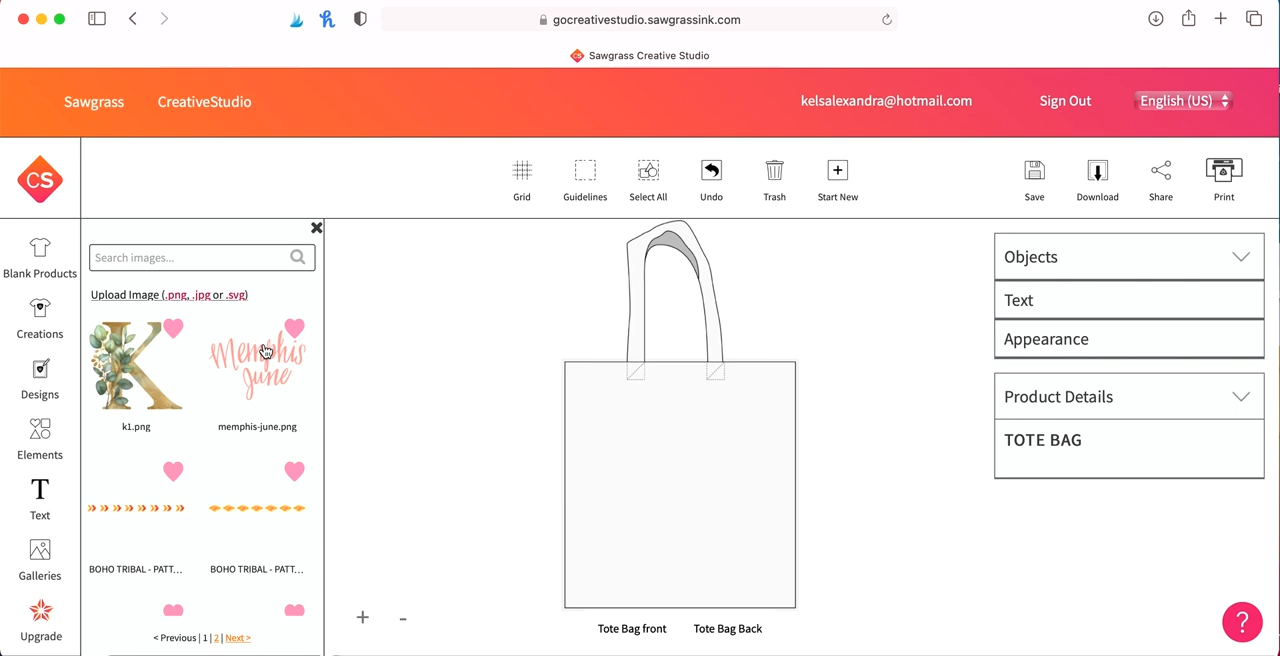 gocreativestudio.sawgrassink.com
Sawgrass Creative Studio
Sawgrass CreativeStudio kelsalexandra@hotmail.com Sign Out English (US)
CS
Grid Guidelines Select All Undo Trash Start New Save Download Share Print
Blank Products
Creations
Designs
Elements
T
Text
Galleries
Upgrade
Search images...
Upload Image (.png, .jpg or .svg)
K Memphis June
k1.png memphis-june.png
BOHO TRIBAL - PATT... BOHO TRIBAL - PATT...
< Previous | 1 | 2 | Next >
+ -
Tote Bag front Tote Bag Back
Objects
Text
Appearance
Product Details
TOTE BAG
?